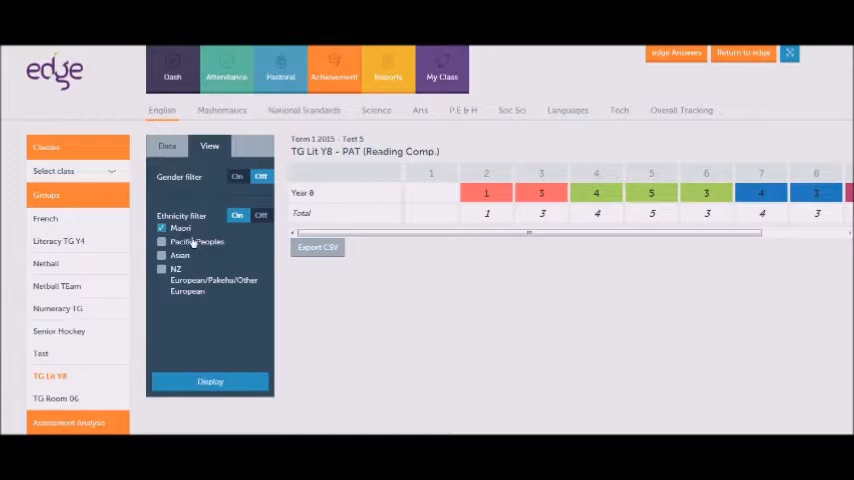 edge
Dash
Attendance
Pastoral
Achievement
Reports
My Class
edge Answers
Return to edge
English
Mathematics
National Standards
Science
Arts
P.E & H
Soc Sci
Languages
Tech
Overall Tracking
Classes
Select class
Groups
French
Literacy TG Y4
Netball
Netball TEam
Numeracy TG
Senior Hockey
Test
TG Lit Y8
TG Room 06
Assessment Analysis
Data
View
Gender filter
On
Off
Ethnicity filter
On
Off
Maori
Pacific Peoples
Asian
NZ
European/Pakeha/Other
European
Display
Term 1 2015 Test 5
TG Lit Y8 - PAT (Reading Comp.)
1 2 3 4 5 6 7 8
Year 8 1 3 4 5 3 4 3
Total 1 3 4 5 3 4 3
Export CSV